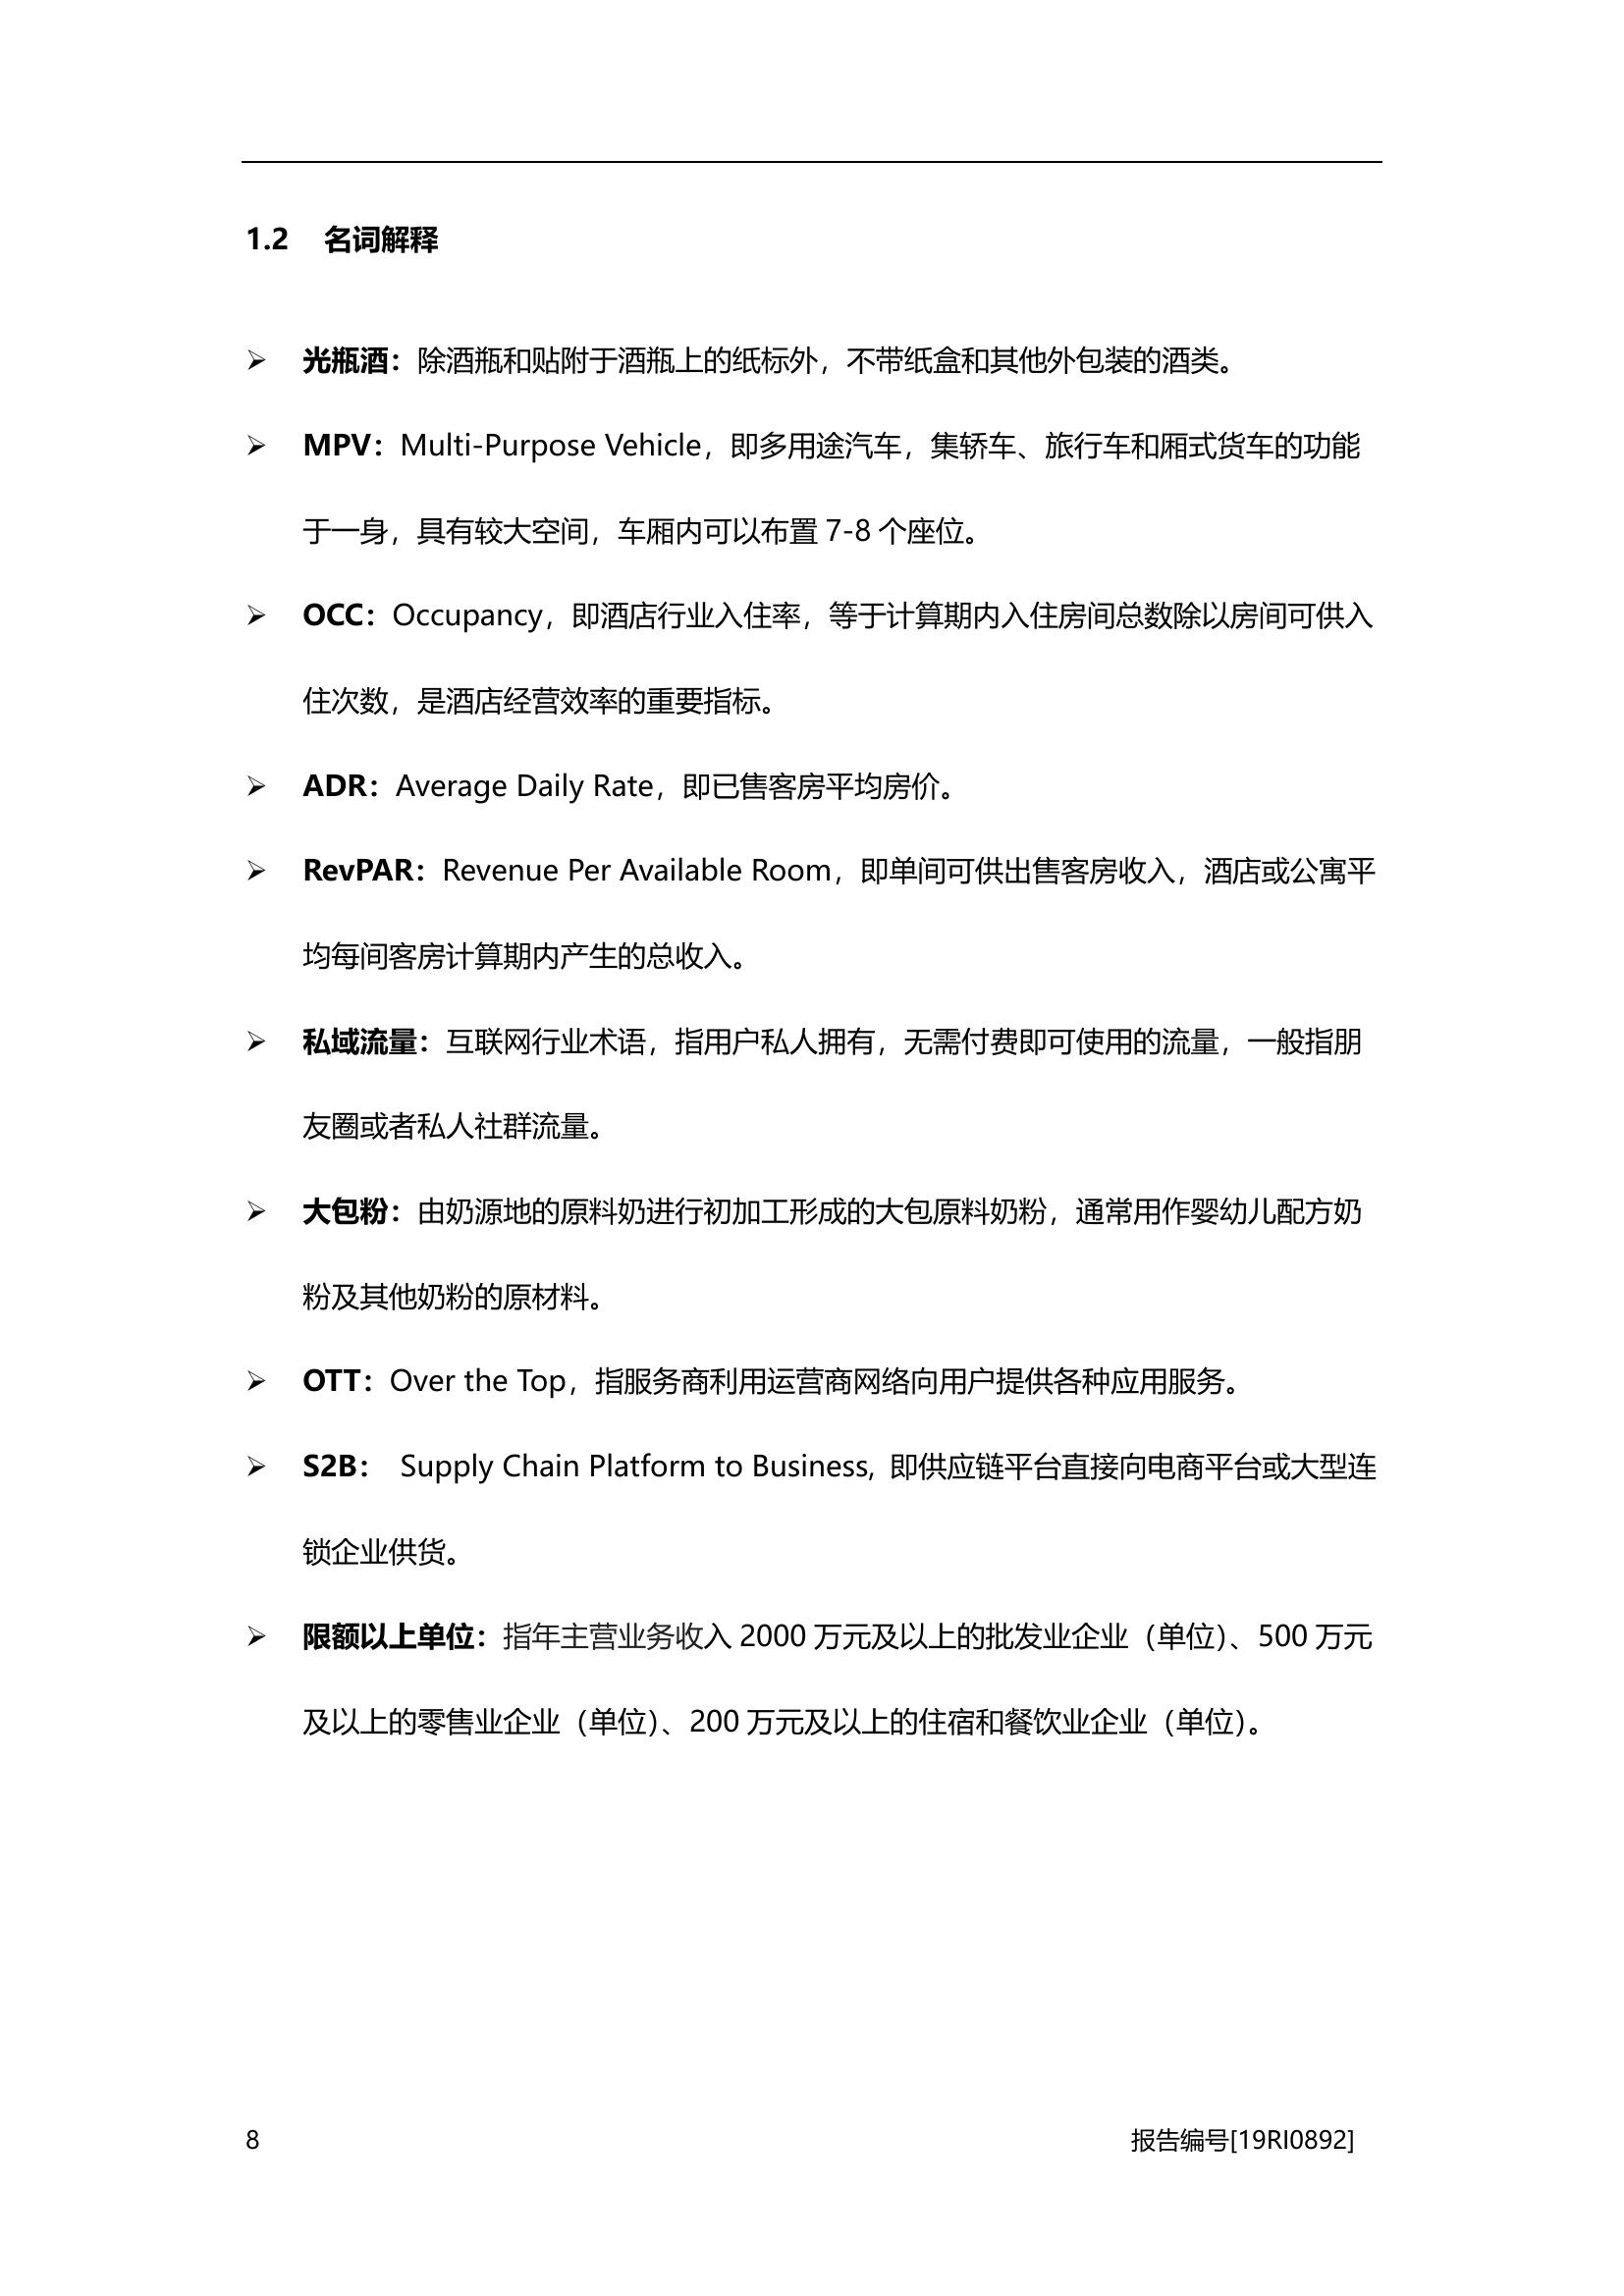 1.2 名词解释
➢ 光瓶酒：除酒瓶和贴附于酒瓶上的纸标外，不带纸盒和其他外包装的酒类。
➢ MPV：Multi-Purpose Vehicle，即多用途汽车，集轿车、旅行车和厢式货车的功能
于一身，具有较大空间，车厢内可以布置 7-8 个座位。
➢ OCC：Occupancy，即酒店行业入住率，等于计算期内入住房间总数除以房间可供入
住次数，是酒店经营效率的重要指标。
➢ ADR：Average Daily Rate，即已售客房平均房价。
➢ RevPAR：Revenue Per Available Room，即单间可供出售客房收入，酒店或公寓平
均每间客房计算期内产生的总收入。
➢ 私域流量：互联网行业术语，指用户私人拥有，无需付费即可使用的流量，一般指朋
友圈或者私人社群流量。
➢ 大包粉：由奶源地的原料奶进行初加工形成的大包原料奶粉，通常用作婴幼儿配方奶
粉及其他奶粉的原材料。
➢ OTT：Over the Top，指服务商利用运营商网络向用户提供各种应用服务。
➢ S2B： Supply Chain Platform to Business, 即供应链平台直接向电商平台或大型连
锁企业供货。
➢ 限额以上单位：指年主营业务收入 2000 万元及以上的批发业企业（单位）、500 万元
及以上的零售业企业（单位）、200 万元及以上的住宿和餐饮业企业（单位）。
8 报告编号[19RI0892]